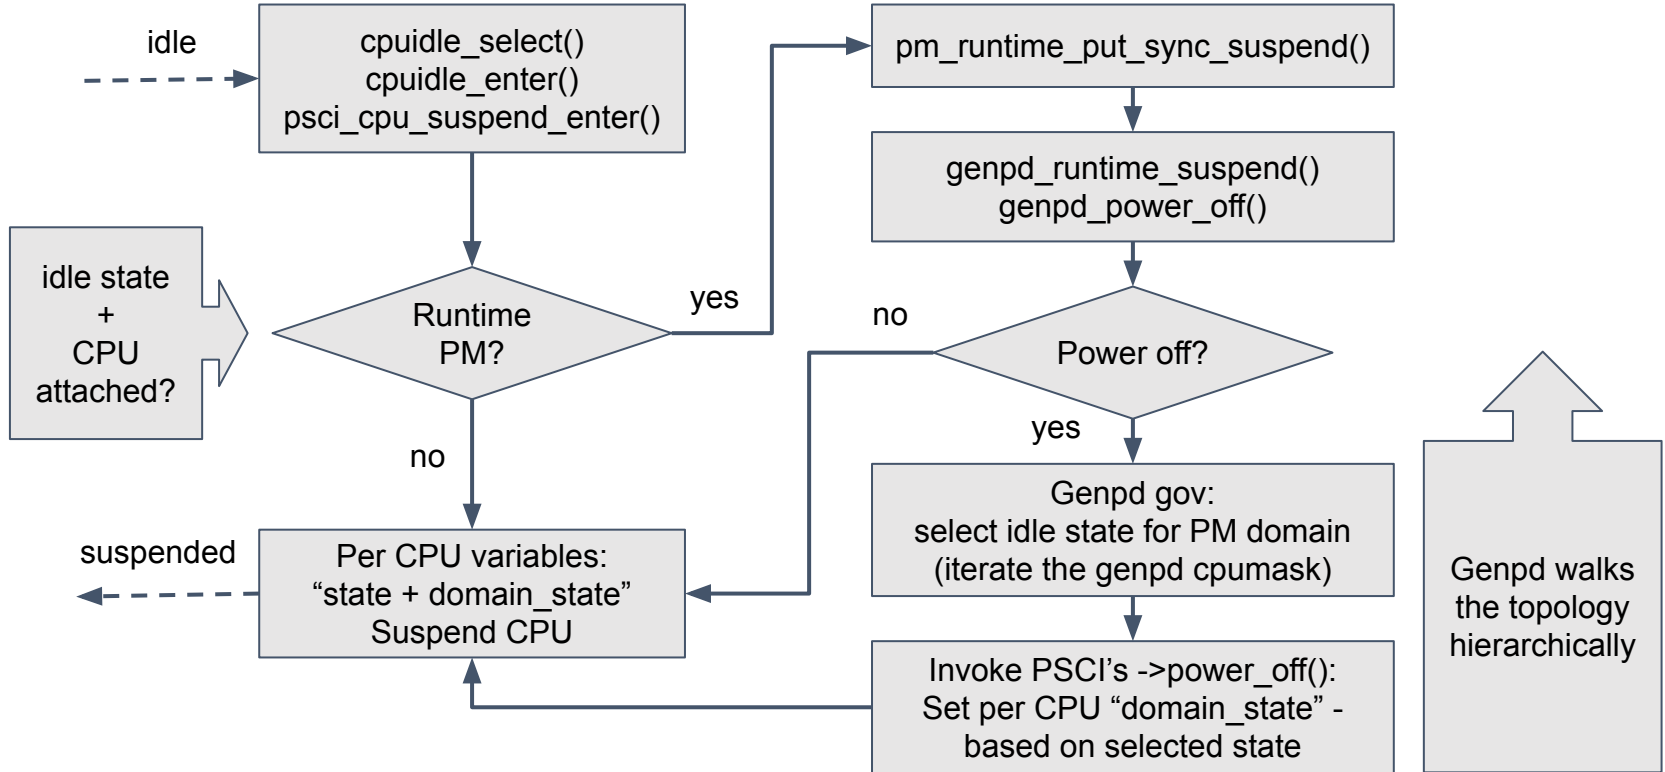 idle
cpuidle_select()
cpuidle_enter()
psci_cpu_suspend_enter()
pm_runtime_put_sync_suspend()
genpd_runtime_suspend()
genpd_power_off()
idle state
+
CPU
attached?
Runtime
PM?
yes
no
no
Power off?
yes
suspended
Per CPU variables:
“state + domain_state”
Suspend CPU
Genpd gov:
select idle state for PM domain
(iterate the genpd cpumask)
Invoke PSCI’s ->power_off():
Set per CPU “domain_state” -
based on selected state
Genpd walks
the topology
hierarchically